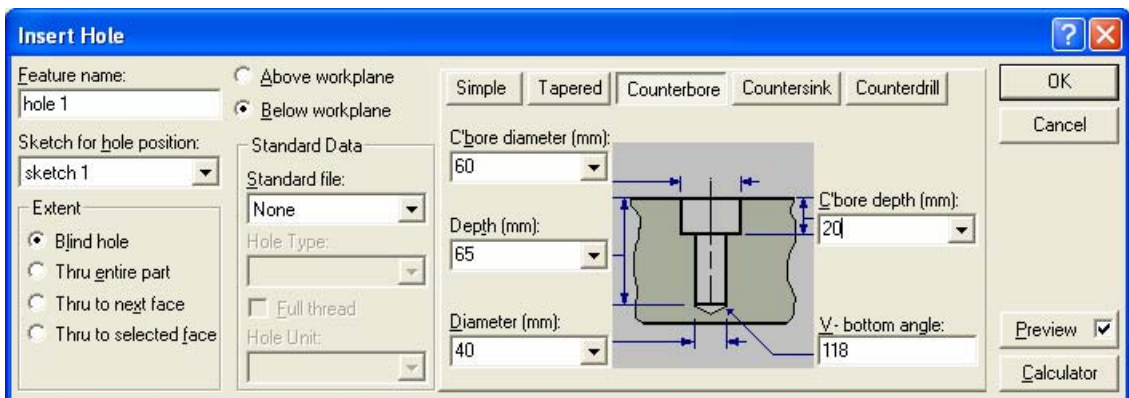 Insert Hole
Feature name:
hole 1
Sketch for hole position:
sketch 1
Extent
Blind hole
Thru entire part
Thru to next face
Thru to selected face
Above workplane
Below workplane
Standard Data
Standard file:
None
Hole Type:
Full thread
Hole Unit:
Simple
Tapered
Counterbore
Countersink
Counterdrill
C'bore diameter (mm):
60
Depth (mm):
65
Diameter (mm):
40
C'bore depth (mm):
20
V- bottom angle:
118
OK
Cancel
Preview
Calculator